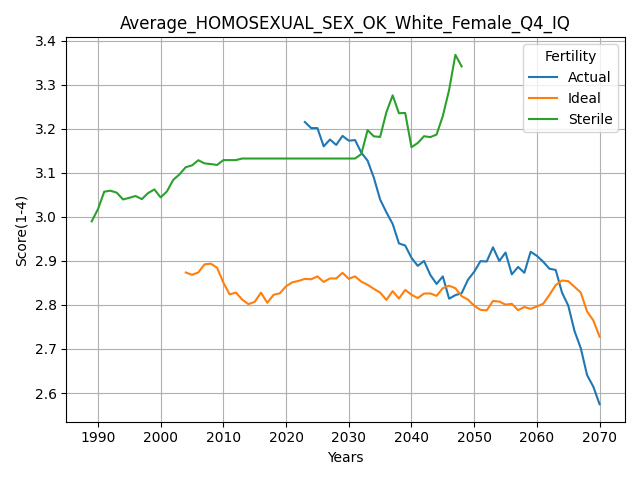 Average_HOMOSEXUAL_SEX_OK_White_Female_Q4_IQ
3.4
3.3
3.2
3.1
3.0
2.9
2.8
2.7
2.6
Score(1-4)
Fertility
Actual
Ideal
Sterile
1990 2000 2010 2020 2030 2040 2050 2060 2070
Years